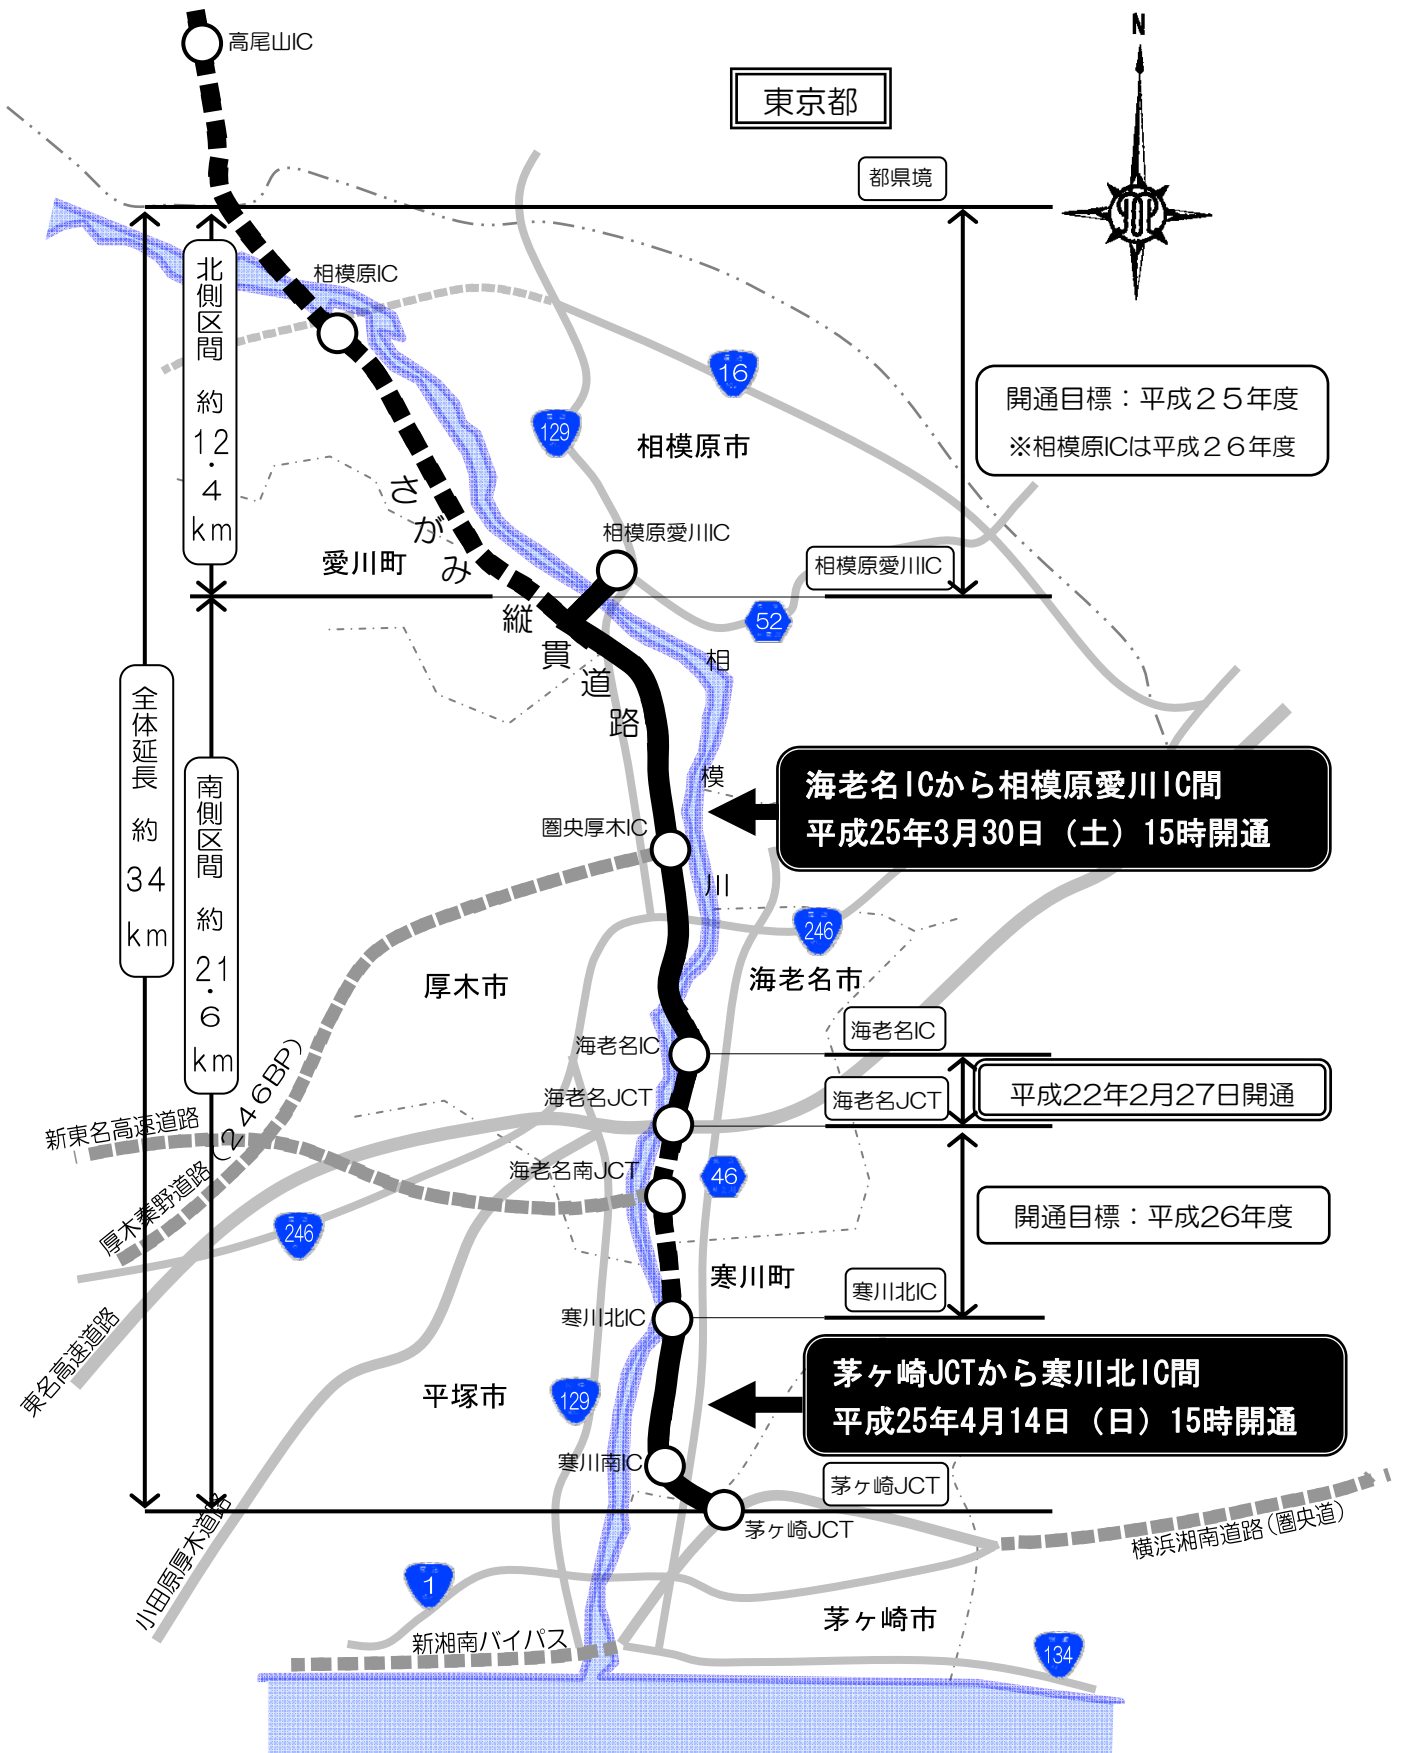 N
高尾山IC
東京都
都県境
相模原IC
北側区間 約12.4km
16
129
相模原市
開通目標：平成25年度
※相模原ICは平成26年度
さがみ縦貫道路
相模原愛川IC
相模原愛川IC
愛川町
52
相模川
全体延長 約34km
南側区間 約21.6km
海老名ICから相模原愛川IC間
平成25年3月30日（土）15時開通
圏央厚木IC
246
厚木市
海老名市
海老名IC
海老名IC
海老名JCT
海老名JCT
平成22年2月27日開通
新東名高速道路
厚木秦野道路（246BP）
海老名南JCT
46
246
開通目標：平成26年度
寒川町
寒川北IC
寒川北IC
東名高速道路
平塚市
129
茅ヶ崎JCTから寒川北IC間
平成25年4月14日（日）15時開通
寒川南IC
茅ヶ崎JCT
茅ヶ崎JCT
横浜湘南道路（圏央道）
小田原厚木道路
1
茅ヶ崎市
新湘南バイパス
134